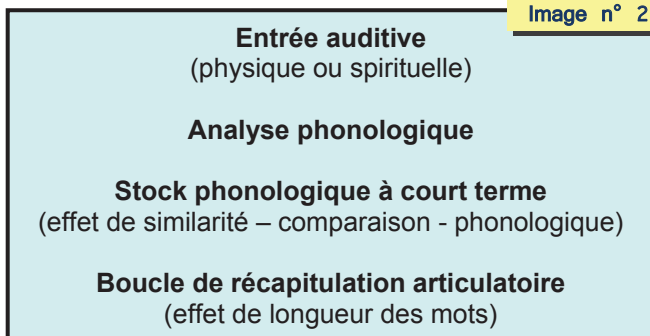 Image n° 2
Entrée auditive
(physique ou spirituelle)
Analyse phonologique
Stock phonologique à court terme
(effet de similarité – comparaison - phonologique)
Boucle de récapitulation articulatoire
(effet de longueur des mots)